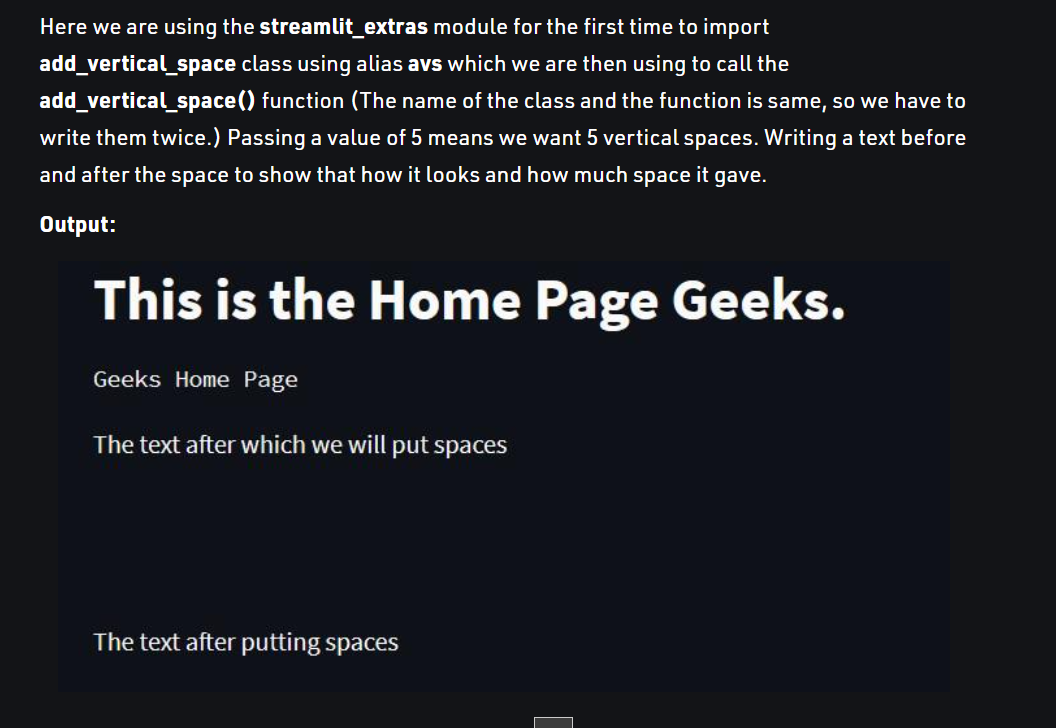 Here we are using the streamlit_extras module for the first time to import
add_vertical_space class using alias avs which we are then using to call the
add_vertical_space() function (The name of the class and the function is same, so we have to
write them twice.) Passing a value of 5 means we want 5 vertical spaces. Writing a text before
and after the space to show that how it looks and how much space it gave.
Output:
This is the Home Page Geeks.
Geeks Home Page
The text after which we will put spaces
The text after putting spaces